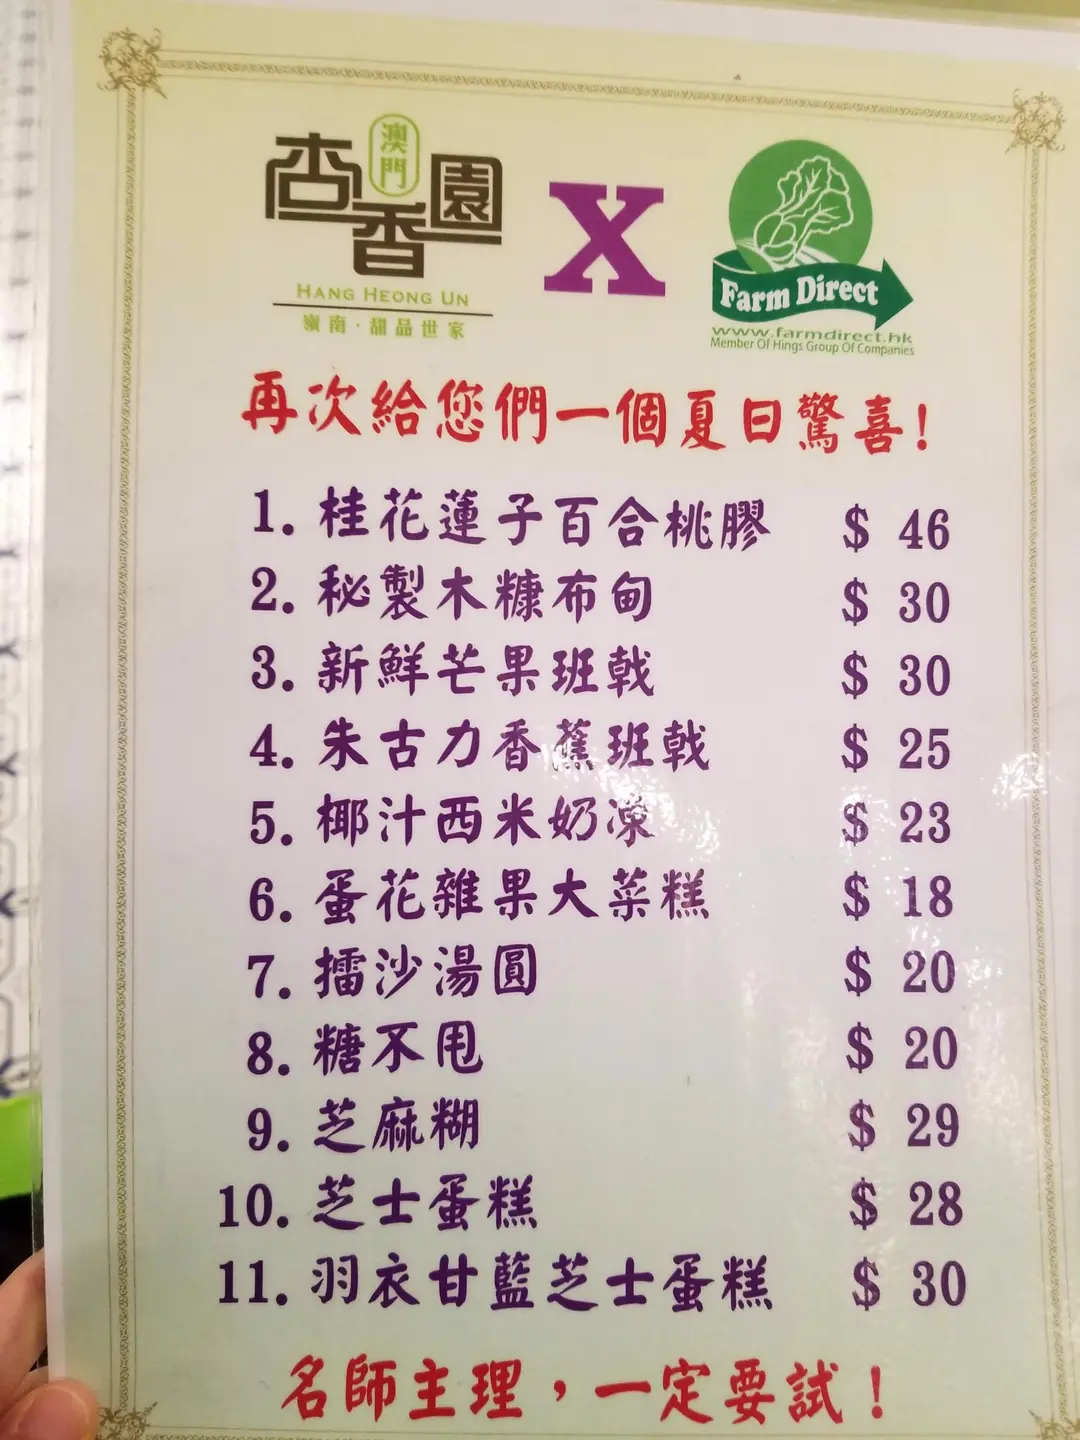 澳門
杏香園
HANG HEONG UN
嶺南·甜品世家
X
Farm Direct
www.farmdirect.hk
Member Of Hings Group Of Companies
再次給您們一個夏日驚喜!
1. 桂花蓮子百合桃膠 $ 46
2. 秘製木糠布甸 $ 30
3. 新鮮芒果班戟 $ 30
4. 朱古力香蕉班戟 $ 25
5. 椰汁西米奶凍 $ 23
6. 蛋花雜果大菜糕 $ 18
7. 擂沙湯圓 $ 20
8. 糖不甩 $ 20
9. 芝麻糊 $ 29
10. 芝士蛋糕 $ 28
11. 羽衣甘藍芝士蛋糕 $ 30
名師主理，一定要試！